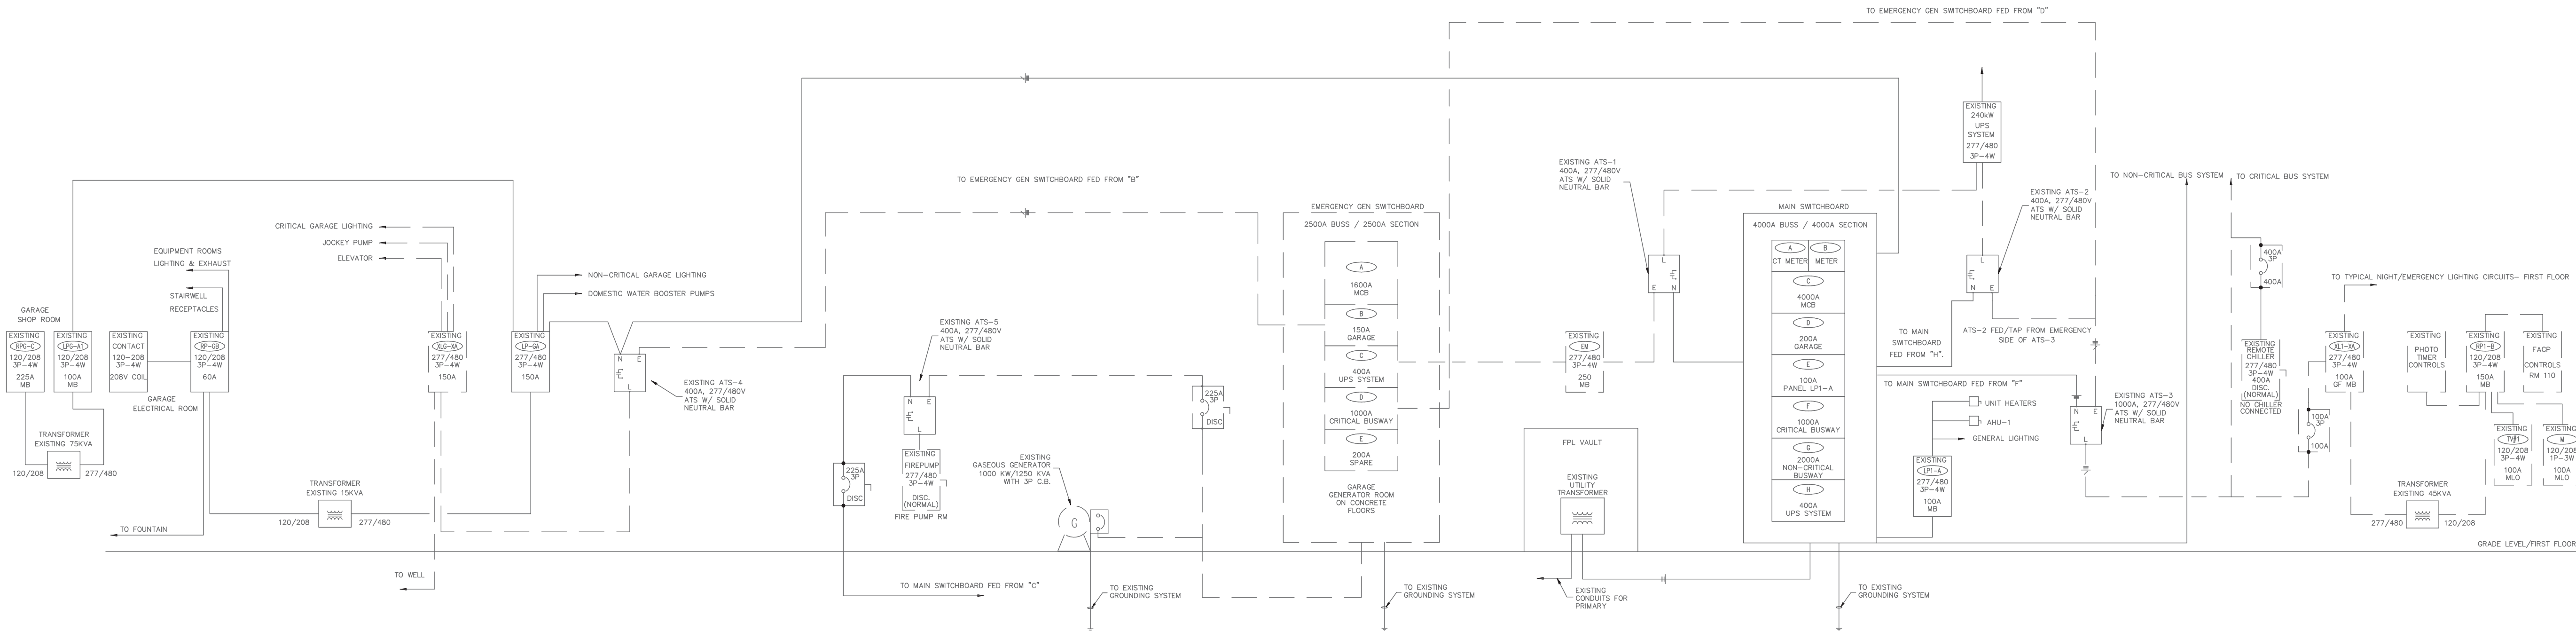 TO EMERGENCY GEN SWITCHBOARD FED FROM "D"
EXISTING
240kW
UPS
SYSTEM
277/480
3P-4W
EXISTING ATS-1
400A, 277/480V
ATS W/ SOLID
NEUTRAL BAR
TO EMERGENCY GEN SWITCHBOARD FED FROM "B"
EXISTING ATS-2
400A, 277/480V
ATS W/ SOLID
NEUTRAL BAR
TO NON-CRITICAL BUS SYSTEM
TO CRITICAL BUS SYSTEM
CRITICAL GARAGE LIGHTING
JOCKEY PUMP
ELEVATOR
EQUIPMENT ROOMS
LIGHTING & EXHAUST
STAIRWELL
RECEPTACLES
NON-CRITICAL GARAGE LIGHTING
DOMESTIC WATER BOOSTER PUMPS
GARAGE
SHOP ROOM
EXISTING
RPG-C
120/208
3P-4W
225A
MB
EXISTING
LPG-A1
120/208
3P-4W
100A
MB
EXISTING
CONTACT
120-208
3P-4W
208V COIL
EXISTING
RP-GB
120/208
3P-4W
60A
GARAGE
ELECTRICAL ROOM
TRANSFORMER
EXISTING 75KVA
120/208
277/480
TRANSFORMER
EXISTING 15KVA
120/208
277/480
TO FOUNTAIN
TO WELL
EXISTING
XLG-XA
277/480
3P-4W
150A
EXISTING
LP-GA
277/480
3P-4W
150A
N
E
L
EXISTING ATS-4
400A, 277/480V
ATS W/ SOLID
NEUTRAL BAR
EXISTING ATS-5
400A, 277/480V
ATS W/ SOLID
NEUTRAL BAR
N
E
L
225A
3P
DISC
EXISTING
FIREPUMP
277/480
3P-4W
DISC.
(NORMAL)
FIRE PUMP RM
EXISTING
GASEOUS GENERATOR
1000 KW/1250 KVA
WITH 3P C.B.
G
225A
3P
DISC
TO MAIN SWITCHBOARD FED FROM "C"
TO EXISTING
GROUNDING SYSTEM
EMERGENCY GEN SWITCHBOARD
2500A BUSS / 2500A SECTION
A
1600A
MCB
B
150A
GARAGE
C
400A
UPS SYSTEM
D
1000A
CRITICAL BUSWAY
E
200A
SPARE
GARAGE
GENERATOR ROOM
ON CONCRETE
FLOORS
TO EXISTING
GROUNDING SYSTEM
EXISTING
EM
277/480
3P-4W
250
MB
L
E
N
FPL VAULT
EXISTING
UTILITY
TRANSFORMER
EXISTING
CONDUITS FOR
PRIMARY
MAIN SWITCHBOARD
4000A BUSS / 4000A SECTION
A
CT METER
B
METER
C
4000A
MCB
D
200A
GARAGE
E
100A
PANEL LP1-A
F
1000A
CRITICAL BUSWAY
G
2000A
NON-CRITICAL
BUSWAY
H
400A
UPS SYSTEM
TO EXISTING
GROUNDING SYSTEM
L
N
E
TO MAIN
SWITCHBOARD
FED FROM "H".
ATS-2 FED/TAP FROM EMERGENCY
SIDE OF ATS-3
TO MAIN SWITCHBOARD FED FROM "F"
UNIT HEATERS
AHU-1
GENERAL LIGHTING
EXISTING
LP1-A
277/480
3P-4W
100A
MB
N
E
L
EXISTING ATS-3
1000A, 277/480V
ATS W/ SOLID
NEUTRAL BAR
400A
3P
400A
EXISTING
REMOTE
CHILLER
277/480
3P-4W
400A
DISC.
(NORMAL)
NO CHILLER
CONNECTED
100A
3P
100A
TO TYPICAL NIGHT/EMERGENCY LIGHTING CIRCUITS- FIRST FLOOR
EXISTING
XL1-XA
277/480
3P-4W
100A
GF MB
EXISTING
PHOTO
TIMER
CONTROLS
EXISTING
RP1-B
120/208
3P-4W
150A
MB
EXISTING
FACP
CONTROLS
RM 110
EXISTING
TV#1
120/208
3P-4W
100A
MLO
EXISTING
M
120/208
1P-3W
100A
MLO
TRANSFORMER
EXISTING 45KVA
277/480
120/208
GRADE LEVEL/FIRST FLOOR